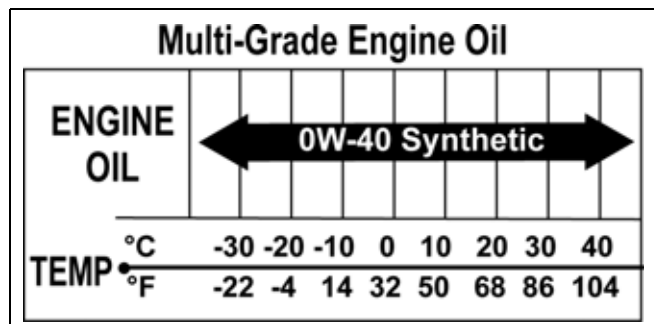 Multi-Grade Engine Oil
ENGINE
OIL
0W-40 Synthetic
TEMP
°C -30 -20 -10 0 10 20 30 40
°F -22 -4 14 32 50 68 86 104